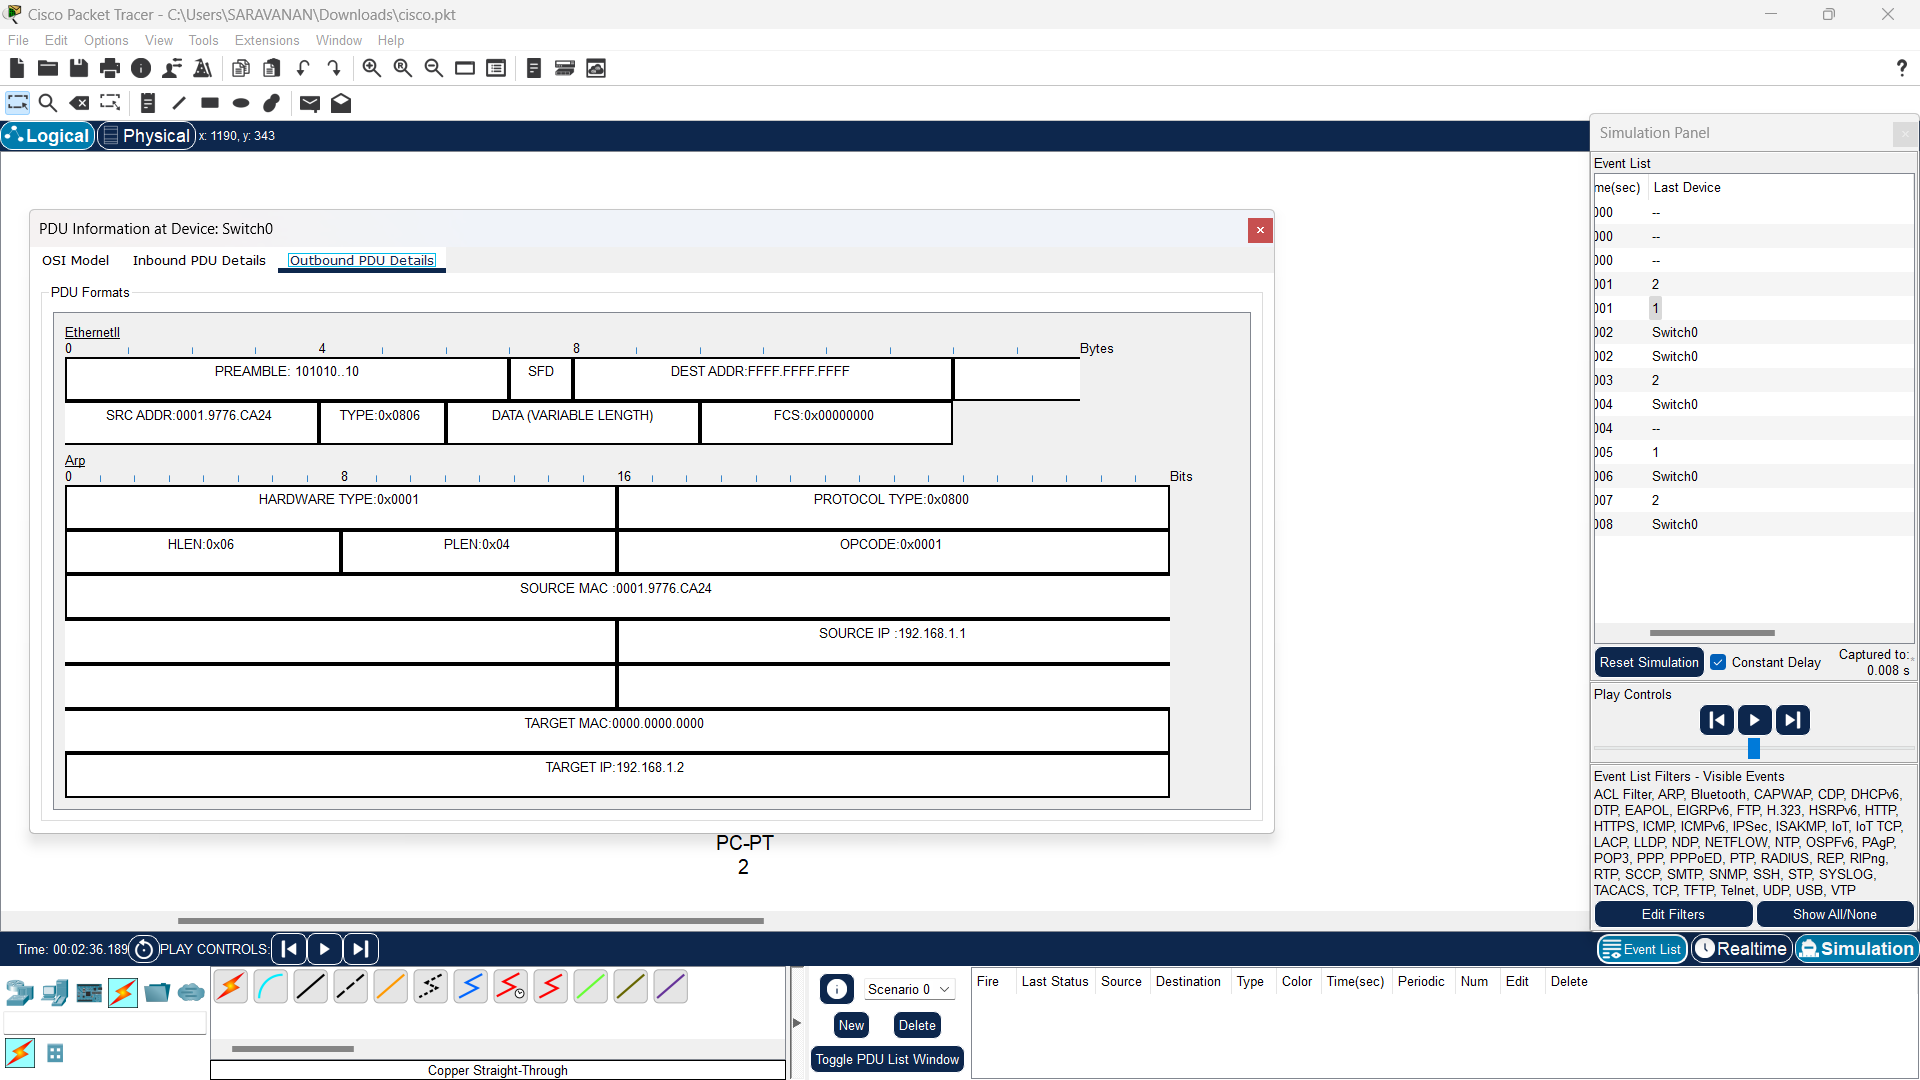 Cisco Packet Tracer - C:\Users\SARAVANAN\Downloads\cisco.pkt
File Edit Options View Tools Extensions Window Help
?
Logical Physical x: 1190, y: 343
Simulation Panel
Event List
me(sec) Last Device
000 --
000 --
000 --
001 2
001 1
002 Switch0
002 Switch0
003 2
004 Switch0
004 --
005 1
006 Switch0
007 2
008 Switch0
Reset Simulation Constant Delay Captured to:
0.008 s
Play Controls
Event List Filters - Visible Events
ACL Filter, ARP, Bluetooth, CAPWAP, CDP, DHCPv6,
DTP, EAPOL, EIGRPv6, FTP, H.323, HSRPv6, HTTP,
HTTPS, ICMP, ICMPv6, IPSec, ISAKMP, IoT, IoT TCP,
LACP, LLDP, NDP, NETFLOW, NTP, OSPFv6, PAgP,
POP3, PPP, PPPoED, PTP, RADIUS, REP, RIPng,
RTP, SCCP, SMTP, SNMP, SSH, STP, SYSLOG,
TACACS, TCP, TFTP, Telnet, UDP, USB, VTP
Edit Filters Show All/None
PDU Information at Device: Switch0
OSI Model Inbound PDU Details Outbound PDU Details
PDU Formats
EthernetII
0 4 8 Bytes
PREAMBLE: 101010..10 SFD DEST ADDR:FFFF.FFFF.FFFF
SRC ADDR:0001.9776.CA24 TYPE:0x0806 DATA (VARIABLE LENGTH) FCS:0x00000000
Arp
0 8 16 Bits
HARDWARE TYPE:0x0001 PROTOCOL TYPE:0x0800
HLEN:0x06 PLEN:0x04 OPCODE:0x0001
SOURCE MAC :0001.9776.CA24
SOURCE IP :192.168.1.1
TARGET MAC:0000.0000.0000
TARGET IP:192.168.1.2
PC-PT
2
Time: 00:02:36.189 PLAY CONTROLS: Event List Realtime Simulation
Scenario 0
New Delete
Toggle PDU List Window
Fire Last Status Source Destination Type Color Time(sec) Periodic Num Edit Delete
Copper Straight-Through